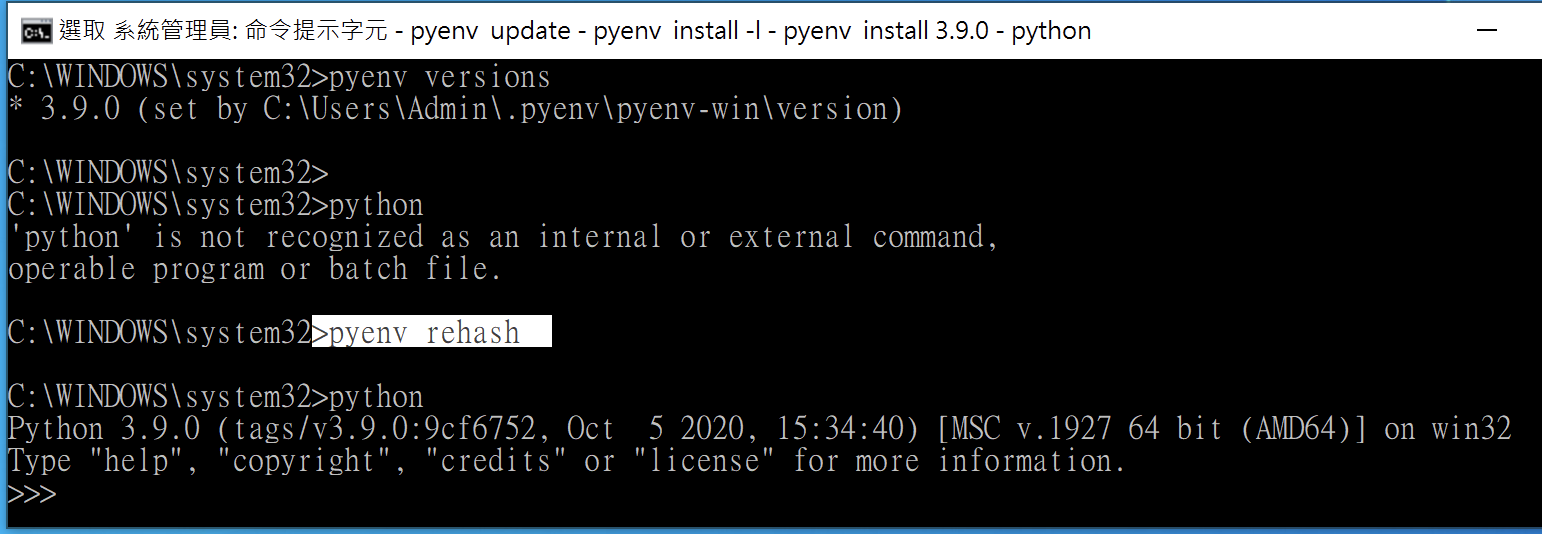 選取 系統管理員: 命令提示字元 - pyenv  update - pyenv  install -l - pyenv  install 3.9.0 - python
C:\WINDOWS\system32>pyenv versions
* 3.9.0 (set by C:\Users\Admin\.pyenv\pyenv-win\version)
C:\WINDOWS\system32>
C:\WINDOWS\system32>python
'python' is not recognized as an internal or external command,
operable program or batch file.
C:\WINDOWS\system32>pyenv rehash
C:\WINDOWS\system32>python
Python 3.9.0 (tags/v3.9.0:9cf6752, Oct  5 2020, 15:34:40) [MSC v.1927 64 bit (AMD64)] on win32
Type "help", "copyright", "credits" or "license" for more information.
>>>